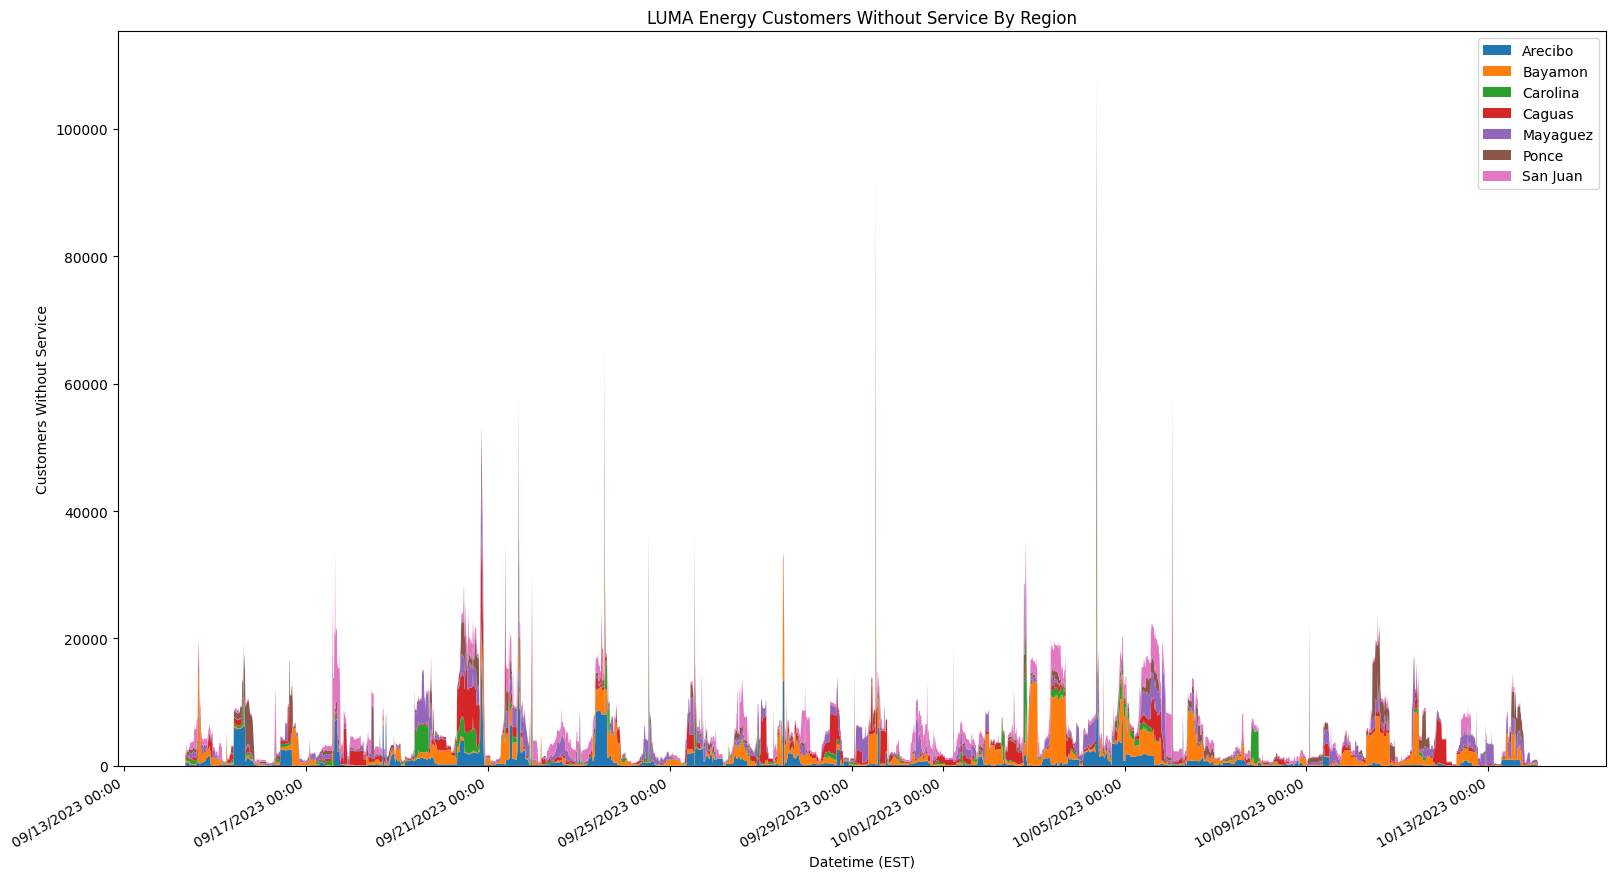 LUMA Energy Customers Without Service By Region
Arecibo
Bayamon
Carolina
Caguas
Mayaguez
Ponce
San Juan
100000
80000
60000
40000
20000
0
Customers Without Service
09/13/2023 00:00
09/17/2023 00:00
09/21/2023 00:00
09/25/2023 00:00
09/29/2023 00:00
10/01/2023 00:00
10/05/2023 00:00
10/09/2023 00:00
10/13/2023 00:00
Datetime (EST)